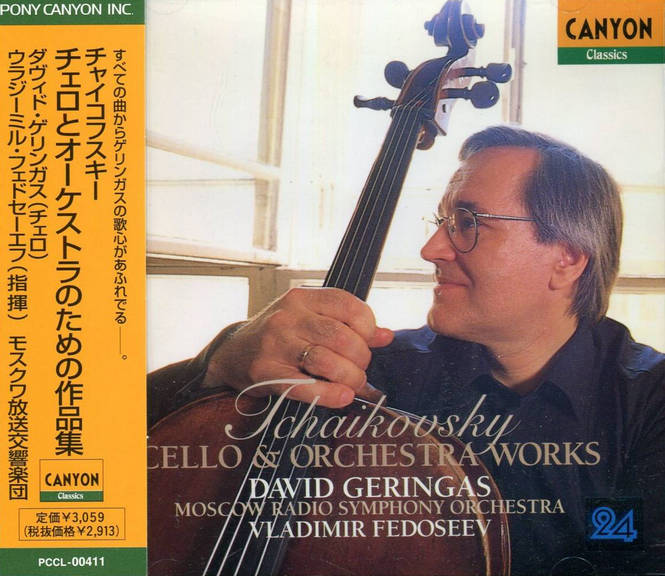 PONY CANYON INC.
すべての曲からゲリンガスの歌心があふれでる——。
チャイコフスキー
チェロとオーケストラのための作品集
ダヴィド・ゲリンガス(チェロ)
ウラジーミル・フェドセーエフ(指揮) モスクワ放送交響楽団
CANYON
Classics
定価¥3,059
(税抜価格¥2,913)
PCCL-00411
CANYON
Classics
Tchaikovsky
CELLO & ORCHESTRA WORKS
DAVID GERINGAS
MOSCOW RADIO SYMPHONY ORCHESTRA
VLADIMIR FEDOSEEV
24